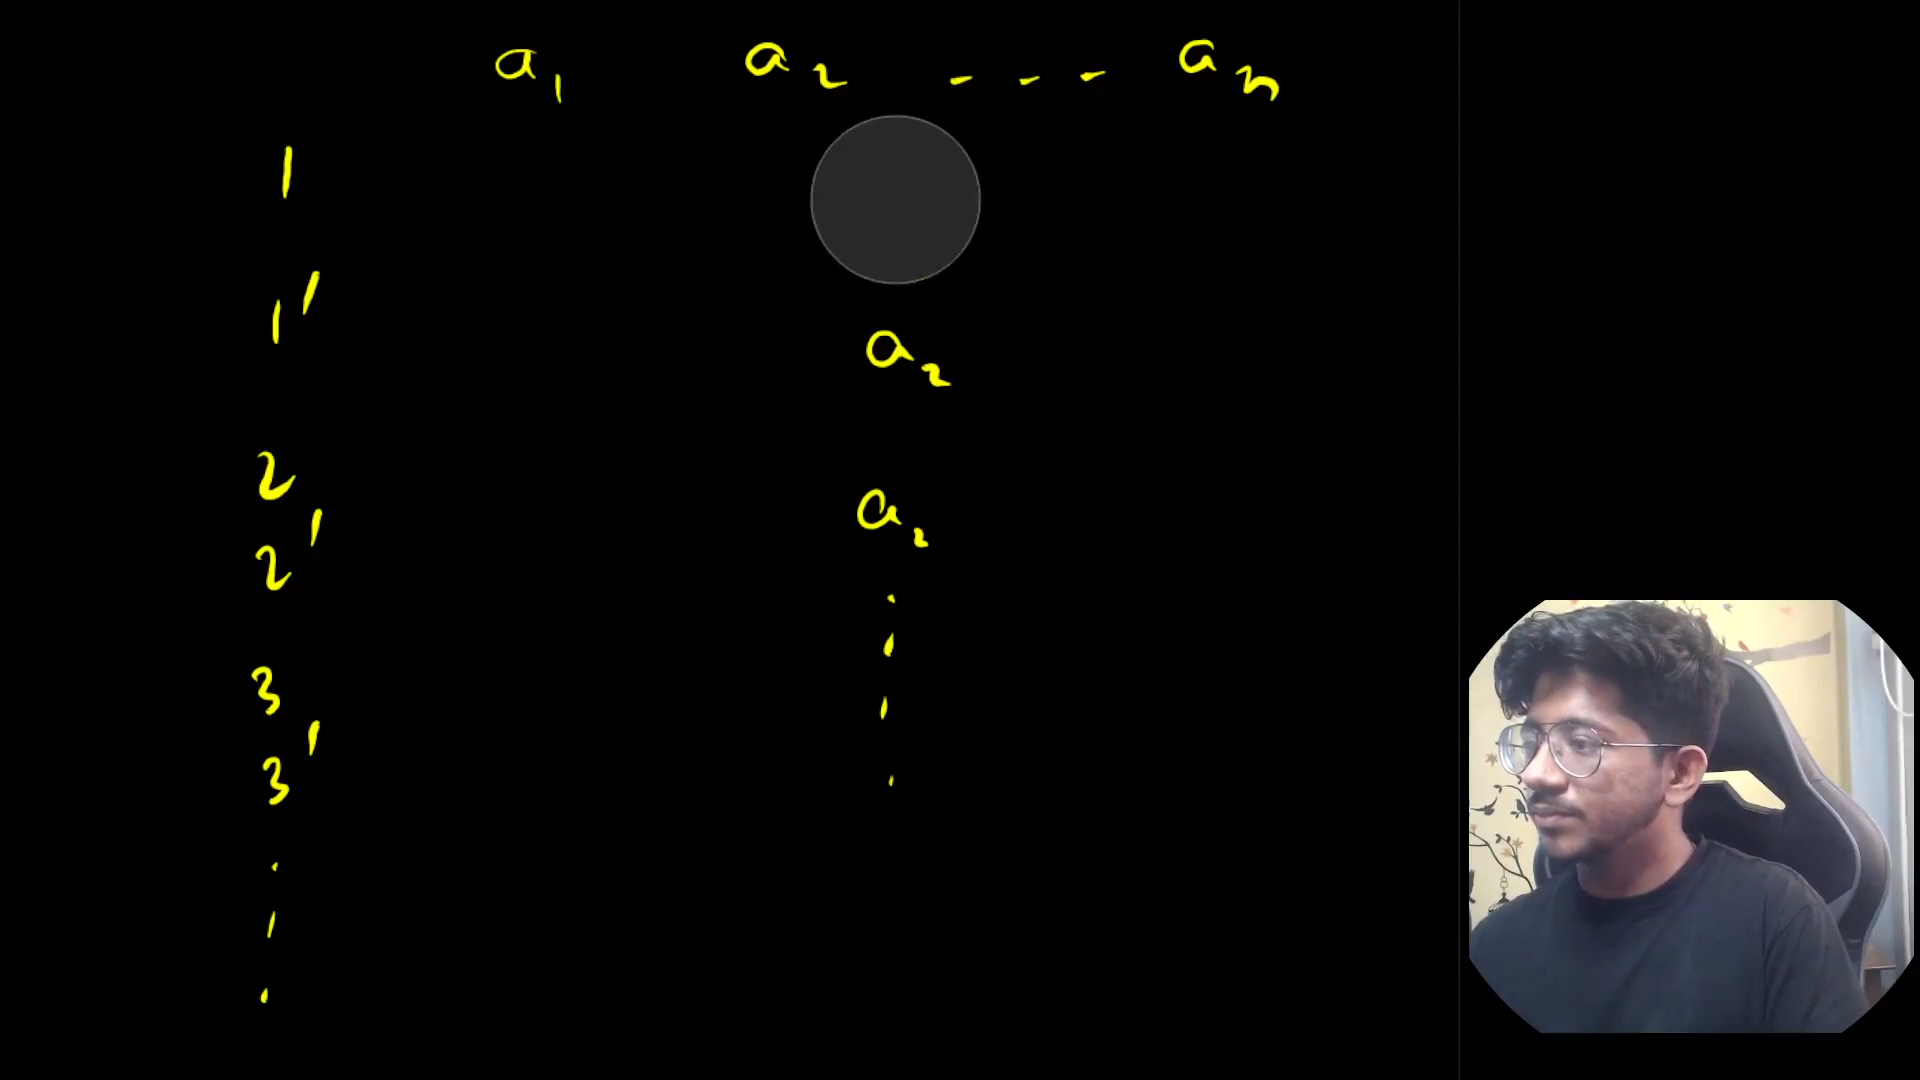 a₁ a₂ - - - aₙ
1
1'
a₂
2
a₂
2'
3
3'